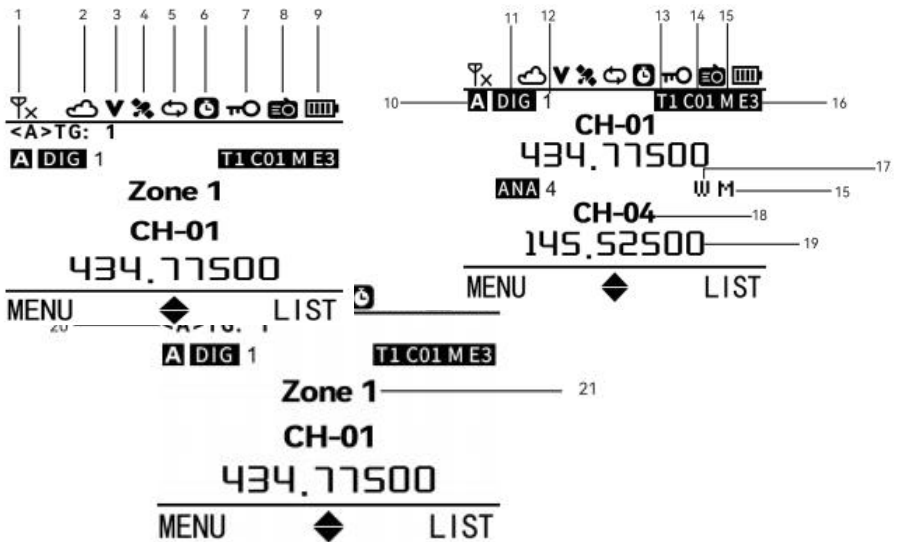 1 2 3 4 5 6 7 8 9
<A>TG: 1
A DIG 1 T1 C01 M E3
Zone 1
CH-01
434.77500
MENU LIST
11 12 13 14 15
10 A DIG 1 T1 C01 M E3 16
CH-01
434.77500
17
ANA 4 W M 15
CH-04 18
145.52500 19
MENU LIST
20 <A>TG: 1
A DIG 1 T1 C01 M E3
Zone 1 21
CH-01
434.77500
MENU LIST